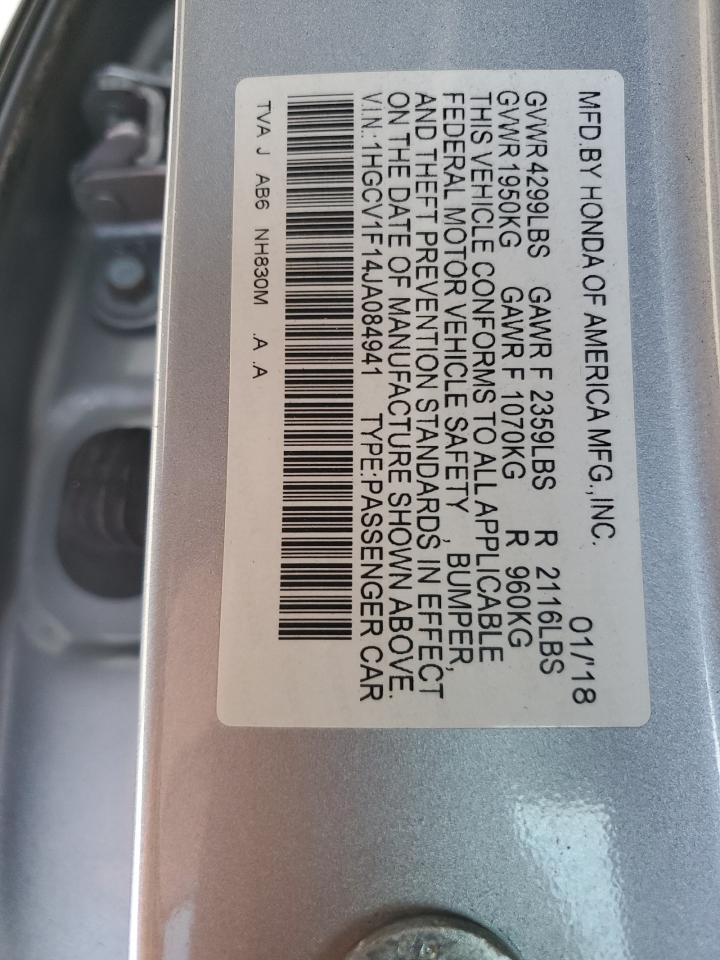 MFD.BY HONDA OF AMERICA MFG.,INC. 01/'18
GVWR 4299LBS GAWR F 2359LBS R 2116LBS
GVWR 1950KG GAWR F 1070KG R 960KG
THIS VEHICLE CONFORMS TO ALL APPLICABLE
FEDERAL MOTOR VEHICLE SAFETY , BUMPER,
AND THEFT PREVENTION STANDARDS IN EFFECT
ON THE DATE OF MANUFACTURE SHOWN ABOVE.
V.I.N.:1HGCV1F14JA084941 TYPE:PASSENGER CAR
TVA J AB6 NH830M .A .A